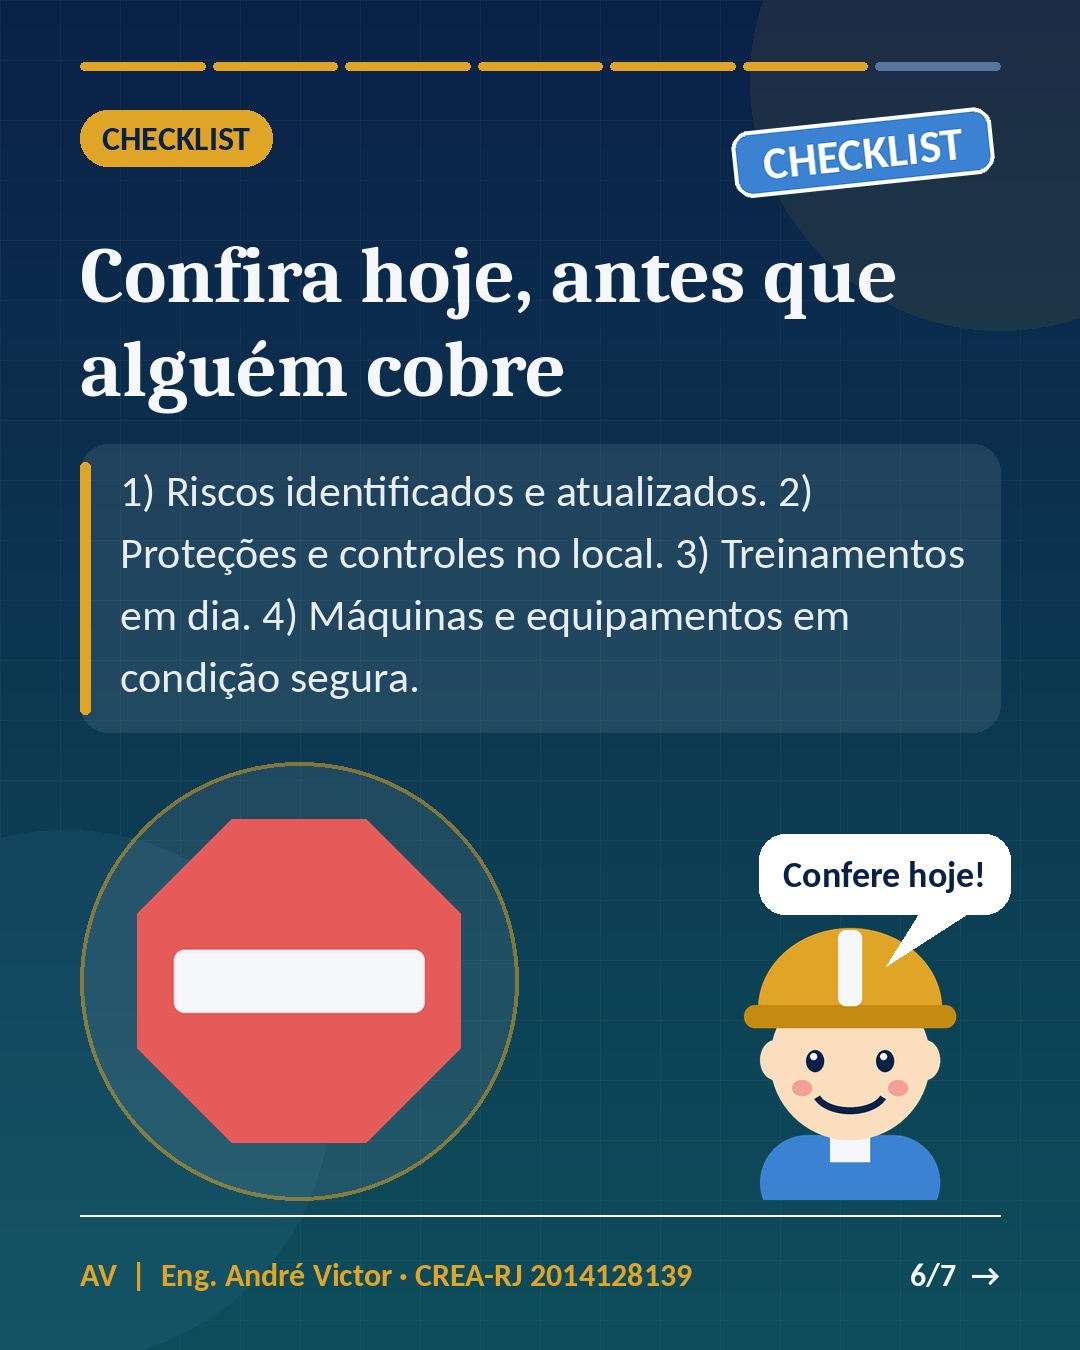 CHECKLIST
CHECKLIST
Confira hoje, antes que
alguém cobre
1) Riscos identificados e atualizados. 2)
Proteções e controles no local. 3) Treinamentos
em dia. 4) Máquinas e equipamentos em
condição segura.
Confere hoje!
AV | Eng. André Victor · CREA-RJ 2014128139
6/7 →